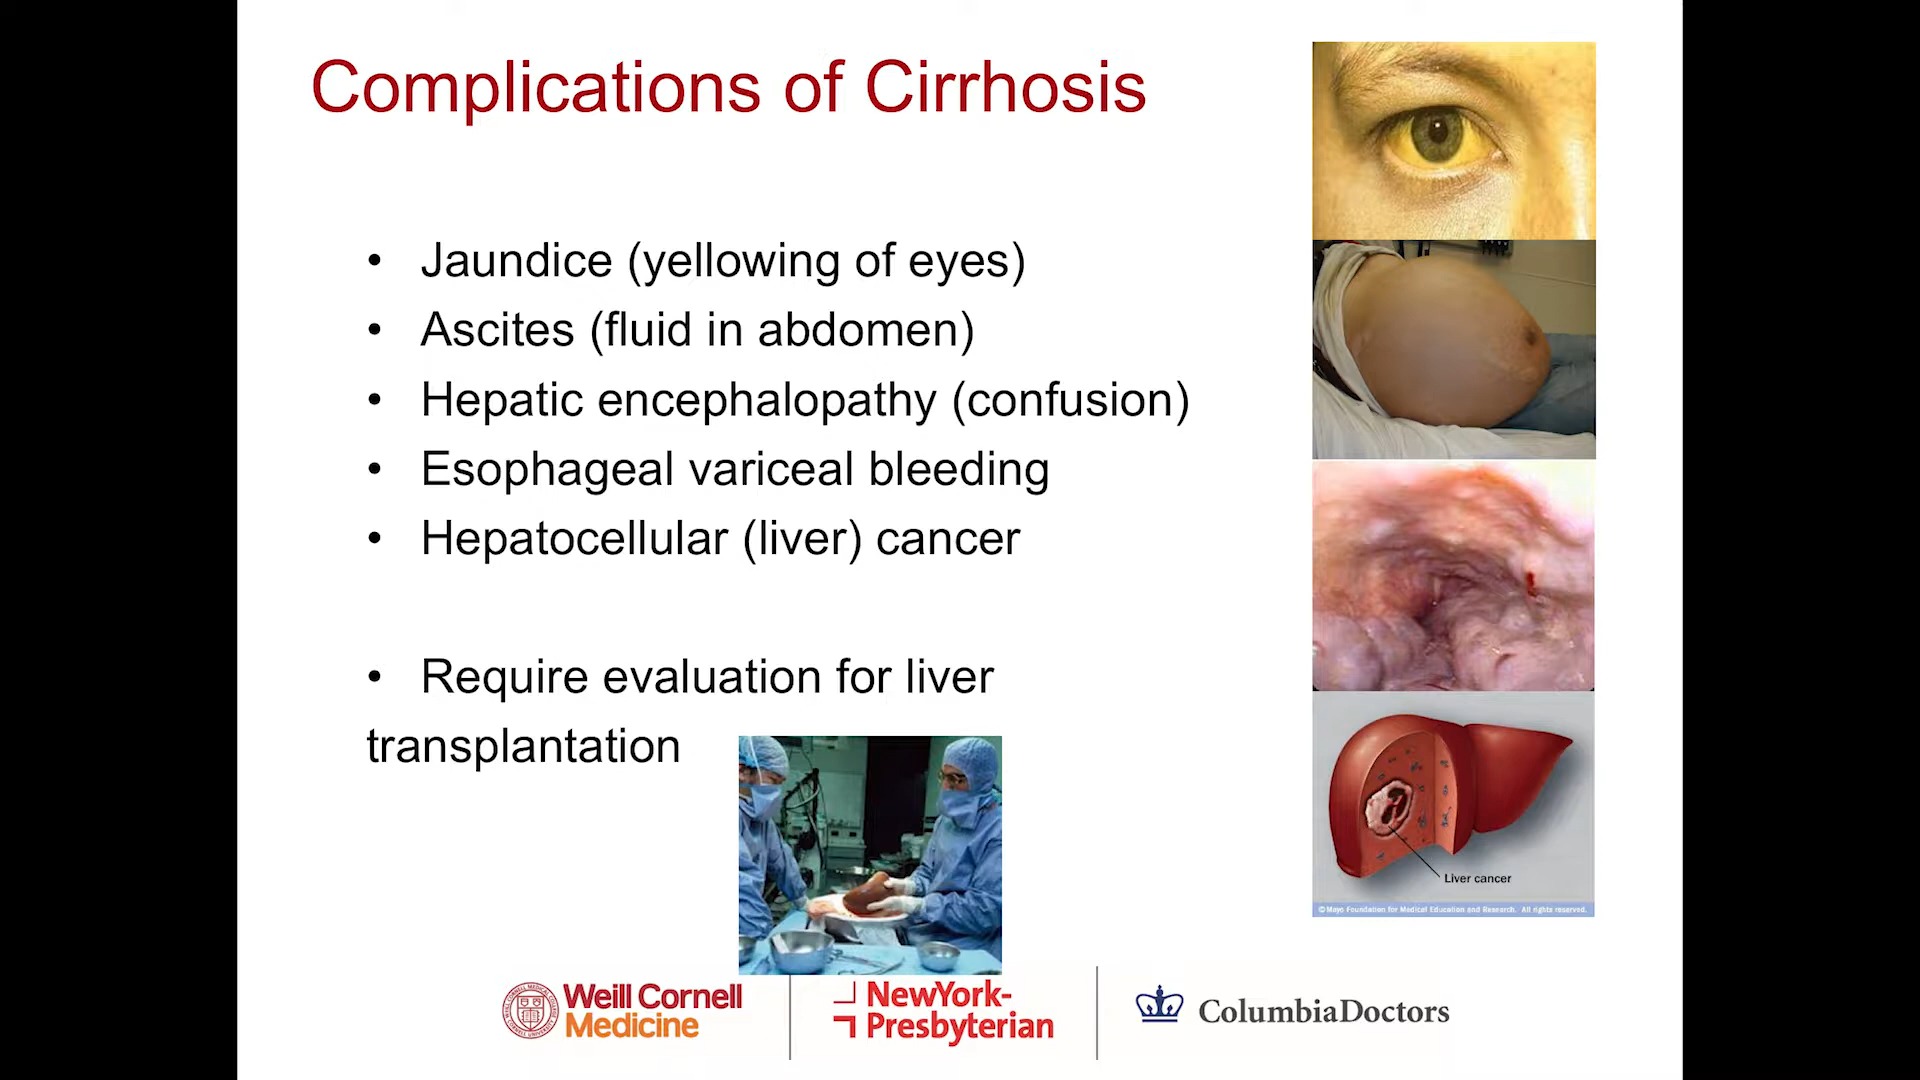 Complications of Cirrhosis
• Jaundice (yellowing of eyes)
• Ascites (fluid in abdomen)
• Hepatic encephalopathy (confusion)
• Esophageal variceal bleeding
• Hepatocellular (liver) cancer
• Require evaluation for liver
transplantation
Liver cancer
© Mayo Foundation for Medical Education and Research. All rights reserved.
Weill Cornell
Medicine
NewYork-
Presbyterian
ColumbiaDoctors